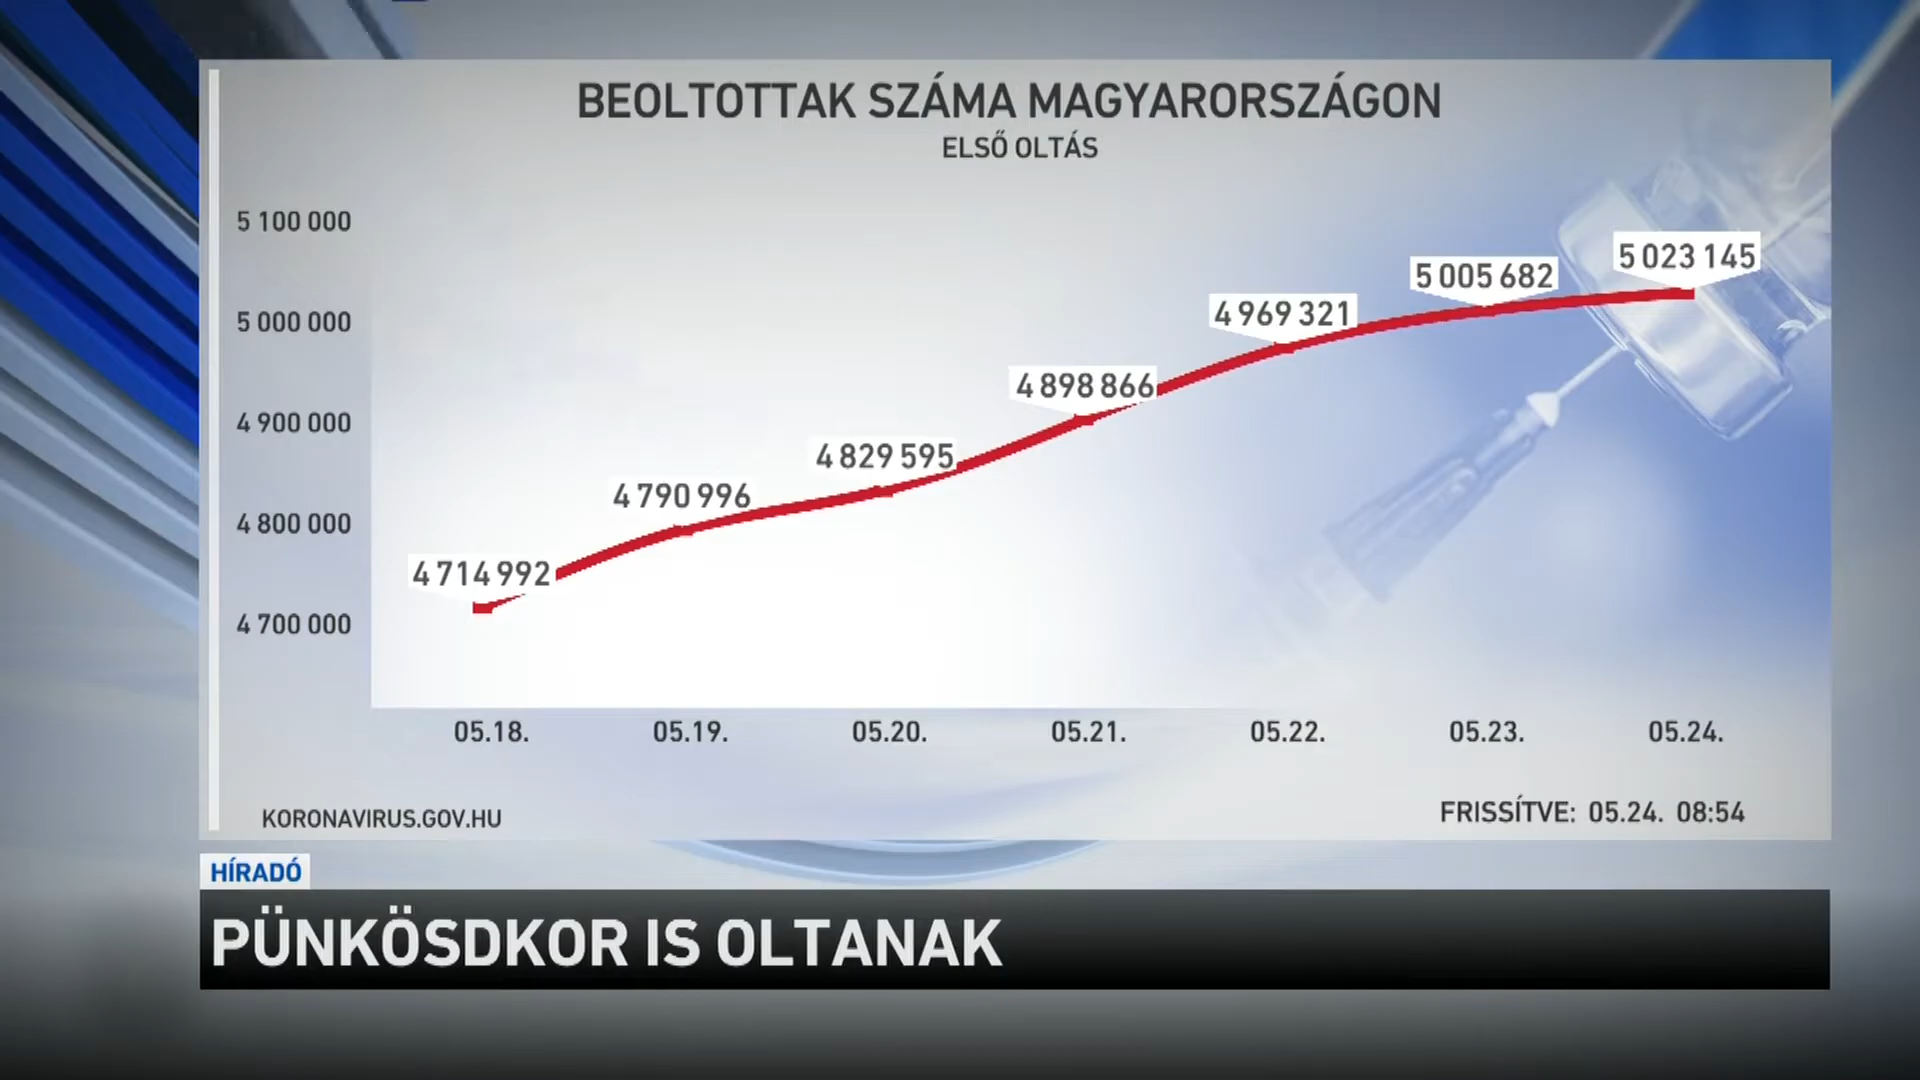 BEOLTOTTAK SZÁMA MAGYARORSZÁGON
ELSŐ OLTÁS
5 100 000
5 000 000
4 900 000
4 800 000
4 700 000
4 714 992
4 790 996
4 829 595
4 898 866
4 969 321
5 005 682
5 023 145
05.18. 05.19. 05.20. 05.21. 05.22. 05.23. 05.24.
KORONAVIRUS.GOV.HU
FRISSÍTVE: 05.24. 08:54
HÍRADÓ
PÜNKÖSDKOR IS OLTANAK